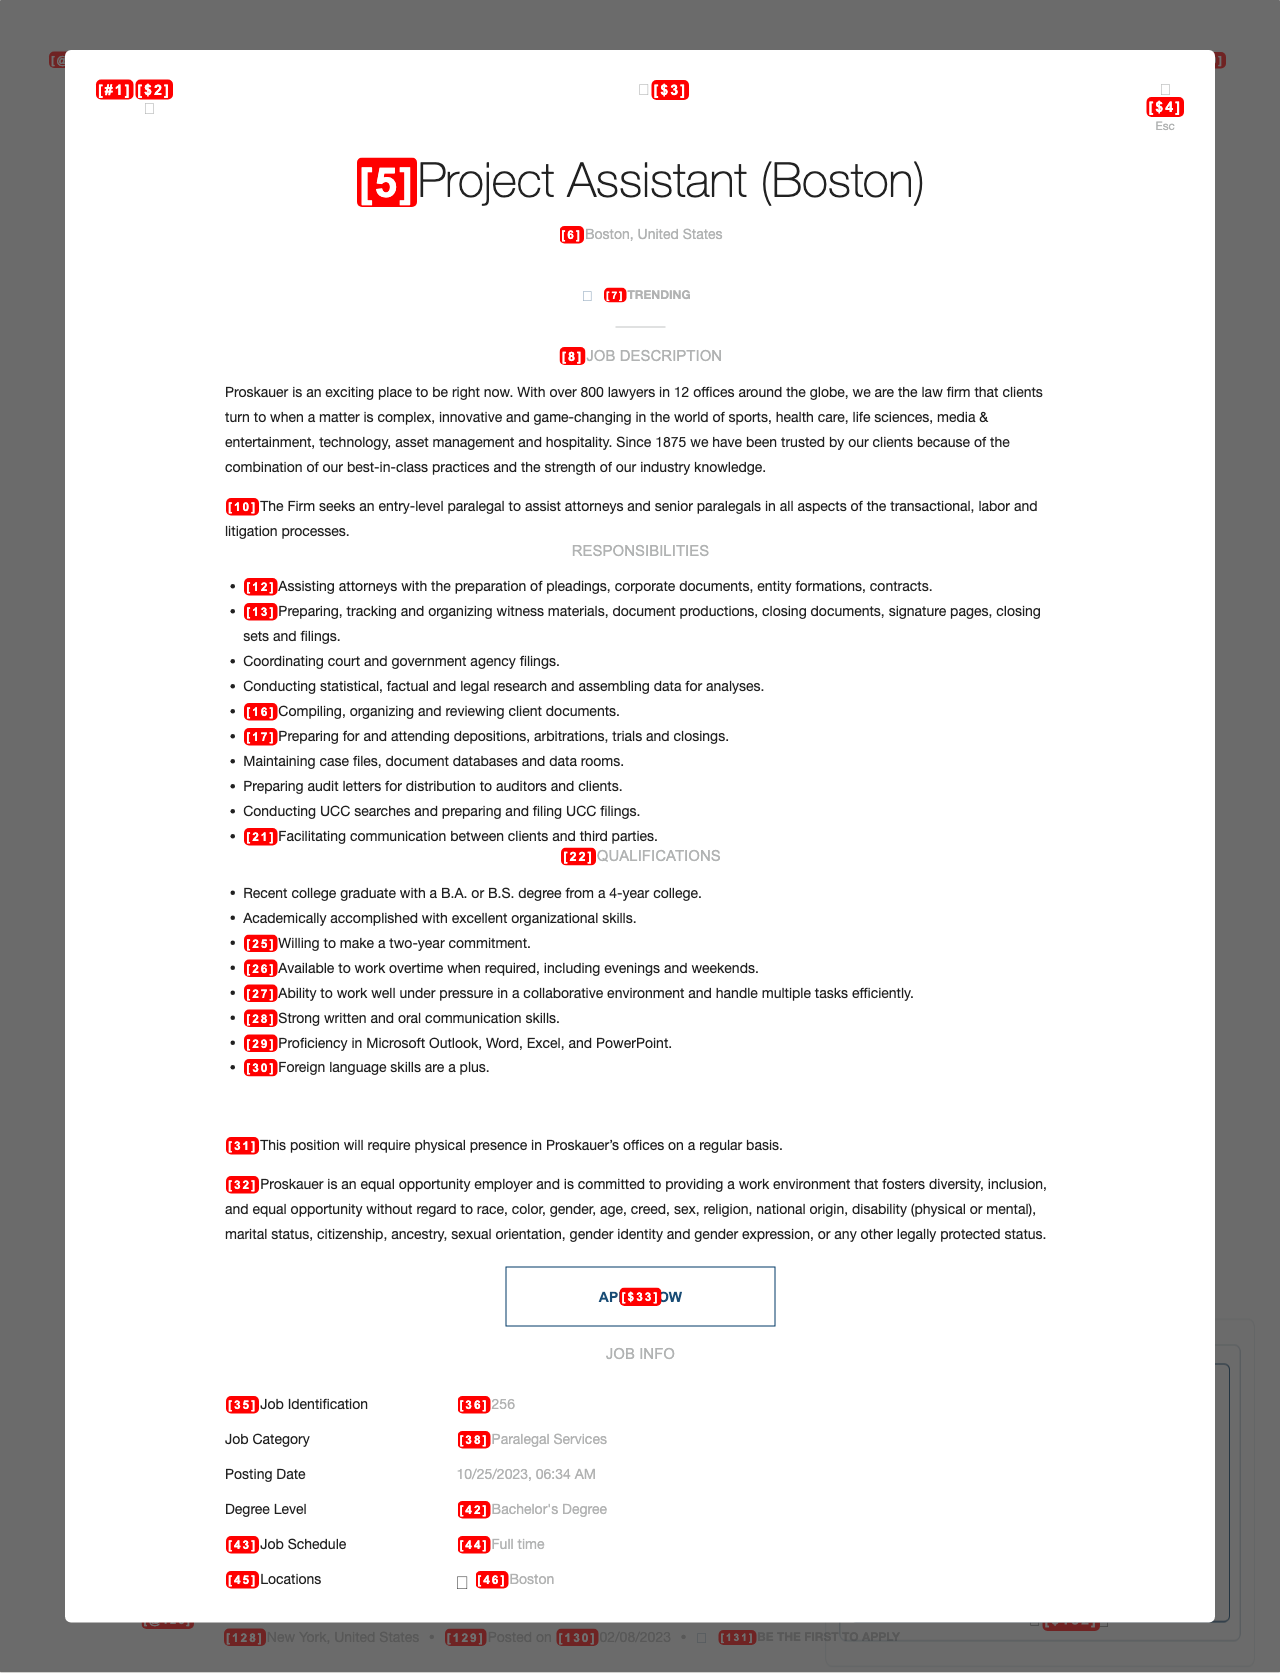 [#1] [$2]
[$3]
[$4]
Esc
[5]Project Assistant (Boston)
[6]Boston, United States
[7]TRENDING
[8]JOB DESCRIPTION
Proskauer is an exciting place to be right now. With over 800 lawyers in 12 offices around the globe, we are the law firm that clients
turn to when a matter is complex, innovative and game-changing in the world of sports, health care, life sciences, media &
entertainment, technology, asset management and hospitality. Since 1875 we have been trusted by our clients because of the
combination of our best-in-class practices and the strength of our industry knowledge.
[10]The Firm seeks an entry-level paralegal to assist attorneys and senior paralegals in all aspects of the transactional, labor and
litigation processes.
RESPONSIBILITIES
• [12]Assisting attorneys with the preparation of pleadings, corporate documents, entity formations, contracts.
• [13]Preparing, tracking and organizing witness materials, document productions, closing documents, signature pages, closing
sets and filings.
• Coordinating court and government agency filings.
• Conducting statistical, factual and legal research and assembling data for analyses.
• [16]Compiling, organizing and reviewing client documents.
• [17]Preparing for and attending depositions, arbitrations, trials and closings.
• Maintaining case files, document databases and data rooms.
• Preparing audit letters for distribution to auditors and clients.
• Conducting UCC searches and preparing and filing UCC filings.
• [21]Facilitating communication between clients and third parties.
[22]QUALIFICATIONS
• Recent college graduate with a B.A. or B.S. degree from a 4-year college.
• Academically accomplished with excellent organizational skills.
• [25]Willing to make a two-year commitment.
• [26]Available to work overtime when required, including evenings and weekends.
• [27]Ability to work well under pressure in a collaborative environment and handle multiple tasks efficiently.
• [28]Strong written and oral communication skills.
• [29]Proficiency in Microsoft Outlook, Word, Excel, and PowerPoint.
• [30]Foreign language skills are a plus.
[31]This position will require physical presence in Proskauer’s offices on a regular basis.
[32]Proskauer is an equal opportunity employer and is committed to providing a work environment that fosters diversity, inclusion,
and equal opportunity without regard to race, color, gender, age, creed, sex, religion, national origin, disability (physical or mental),
marital status, citizenship, ancestry, sexual orientation, gender identity and gender expression, or any other legally protected status.
AP[$33]OW
JOB INFO
[35]Job Identification [36]256
Job Category [38]Paralegal Services
Posting Date 10/25/2023, 06:34 AM
Degree Level [42]Bachelor's Degree
[43]Job Schedule [44]Full time
[45]Locations [46]Boston
[128]New York, United States • [129]Posted on [130]02/08/2023 • [131]BE THE FIRST TO APPLY